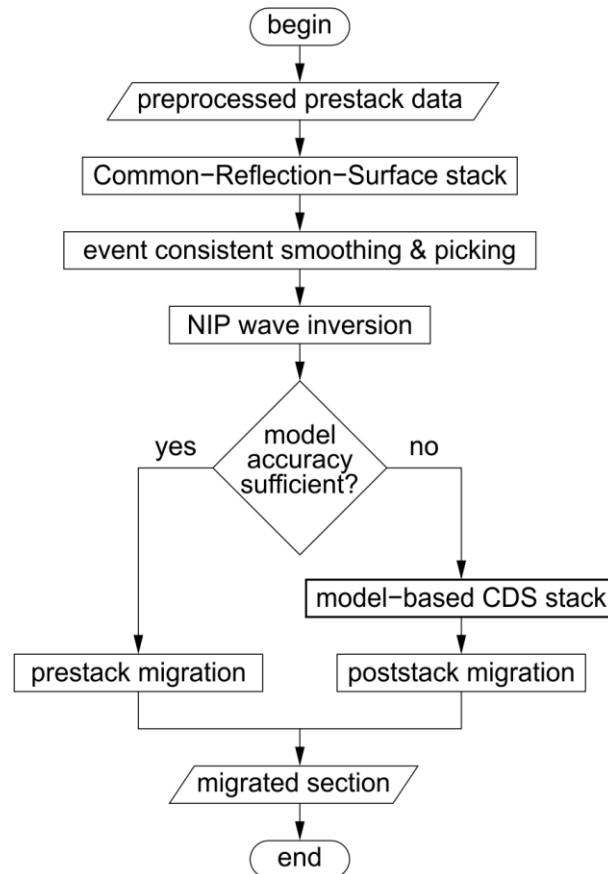 begin
preprocessed prestack data
Common−Reflection−Surface stack
event consistent smoothing & picking
NIP wave inversion
yes
model
accuracy
sufficient?
no
model−based CDS stack
prestack migration
poststack migration
migrated section
end